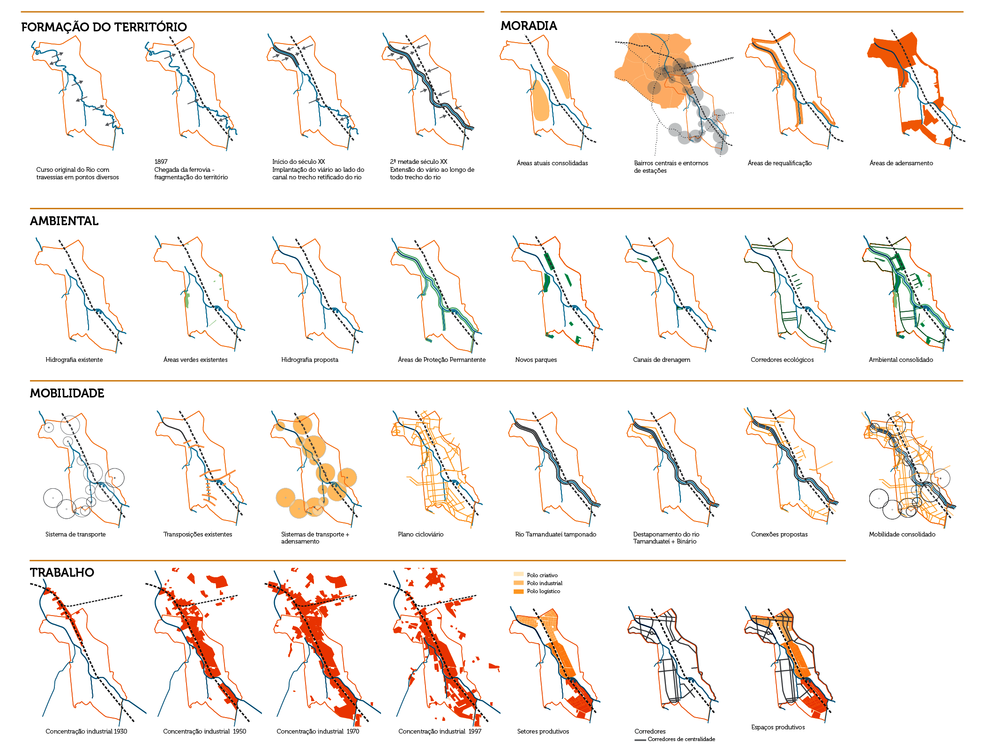 FORMAÇÃO DO TERRITÓRIO
Curso original do Rio com
travessias em pontos diversos
1897
Chegada da ferrovia -
fragmentação do território
Início do século XX
Implantação do viário ao lado do
canal no trecho retificado do rio
2ª metade século XX
Extensão do vário ao longo de
todo trecho do rio
MORADIA
Áreas atuais consolidadas
Bairros centrais e entornos
de estações
Áreas de requalificação
Áreas de adensamento
AMBIENTAL
Hidrografia existente
Áreas verdes existentes
Hidrografia proposta
Áreas de Proteção Permantente
Novos parques
Canais de drenagem
Corredores ecológicos
Ambiental consolidado
MOBILIDADE
Sistema de transporte
Transposições existentes
Sistemas de transporte +
adensamento
Plano cicloviário
Rio Tamanduateí tamponado
Destaponamento do rio
Tamanduateí + Binário
Conexões propostas
Mobilidade consolidado
TRABALHO
Concentração industrial 1930
Concentração industrial 1950
Concentração industrial 1970
Concentração industrial 1997
Polo criativo
Polo industrial
Polo logístico
Setores produtivos
Corredores
Corredores de centralidade
Espaços produtivos